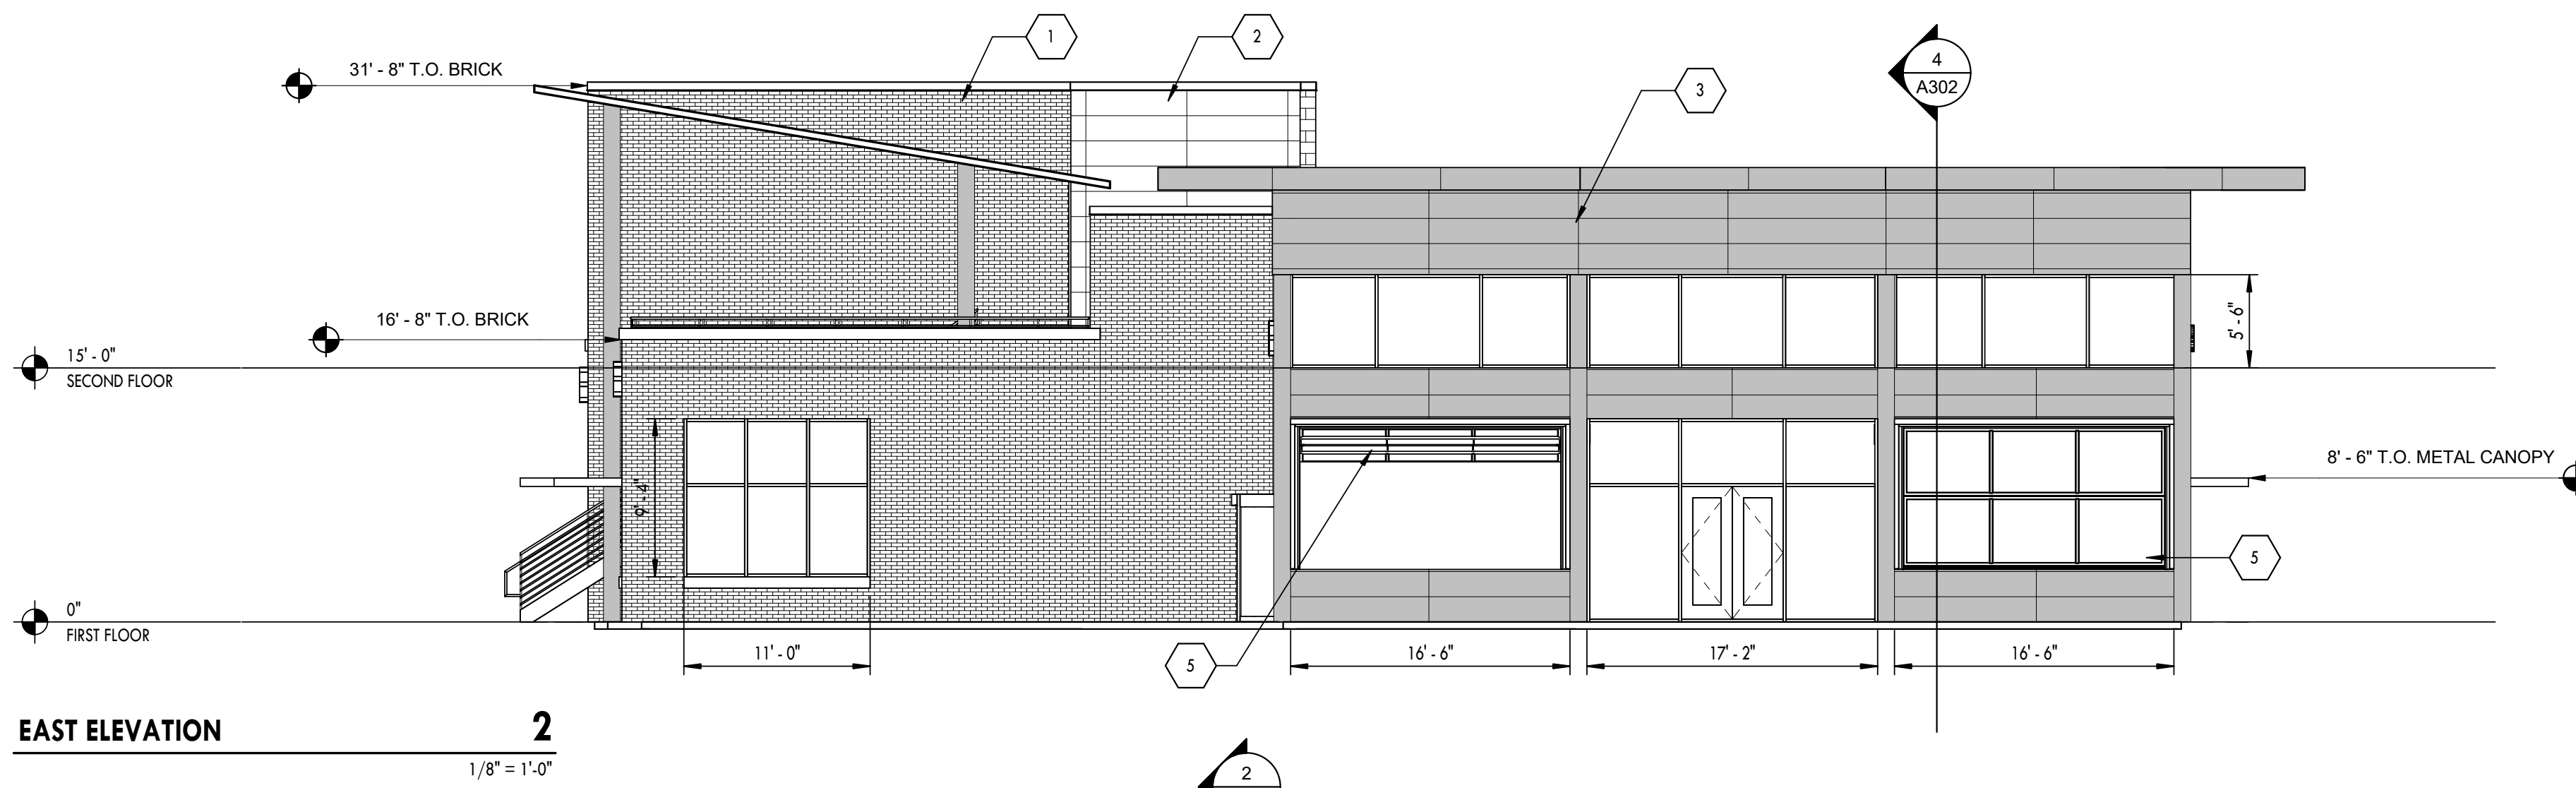 1
2
4
A302
31' - 8" T.O. BRICK
3
16' - 8" T.O. BRICK
15' - 0"
SECOND FLOOR
5' - 6"
8' - 6" T.O. METAL CANOPY
9' - 4"
5
0"
FIRST FLOOR
11' - 0"
5
16' - 6"
17' - 2"
16' - 6"
EAST ELEVATION 2
1/8" = 1'-0"
2